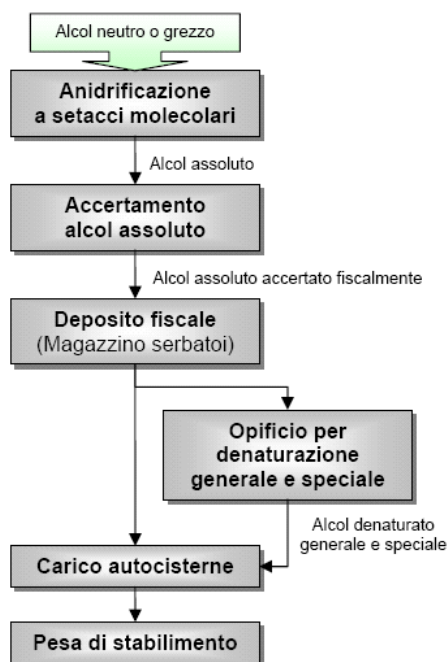 Alcol neutro o grezzo
Anidrificazione
a setacci molecolari
Alcol assoluto
Accertamento
alcol assoluto
Alcol assoluto accertato fiscalmente
Deposito fiscale
(Magazzino serbatoi)
Opificio per
denaturazione
generale e speciale
Alcol denaturato
generale e speciale
Carico autocisterne
Pesa di stabilimento